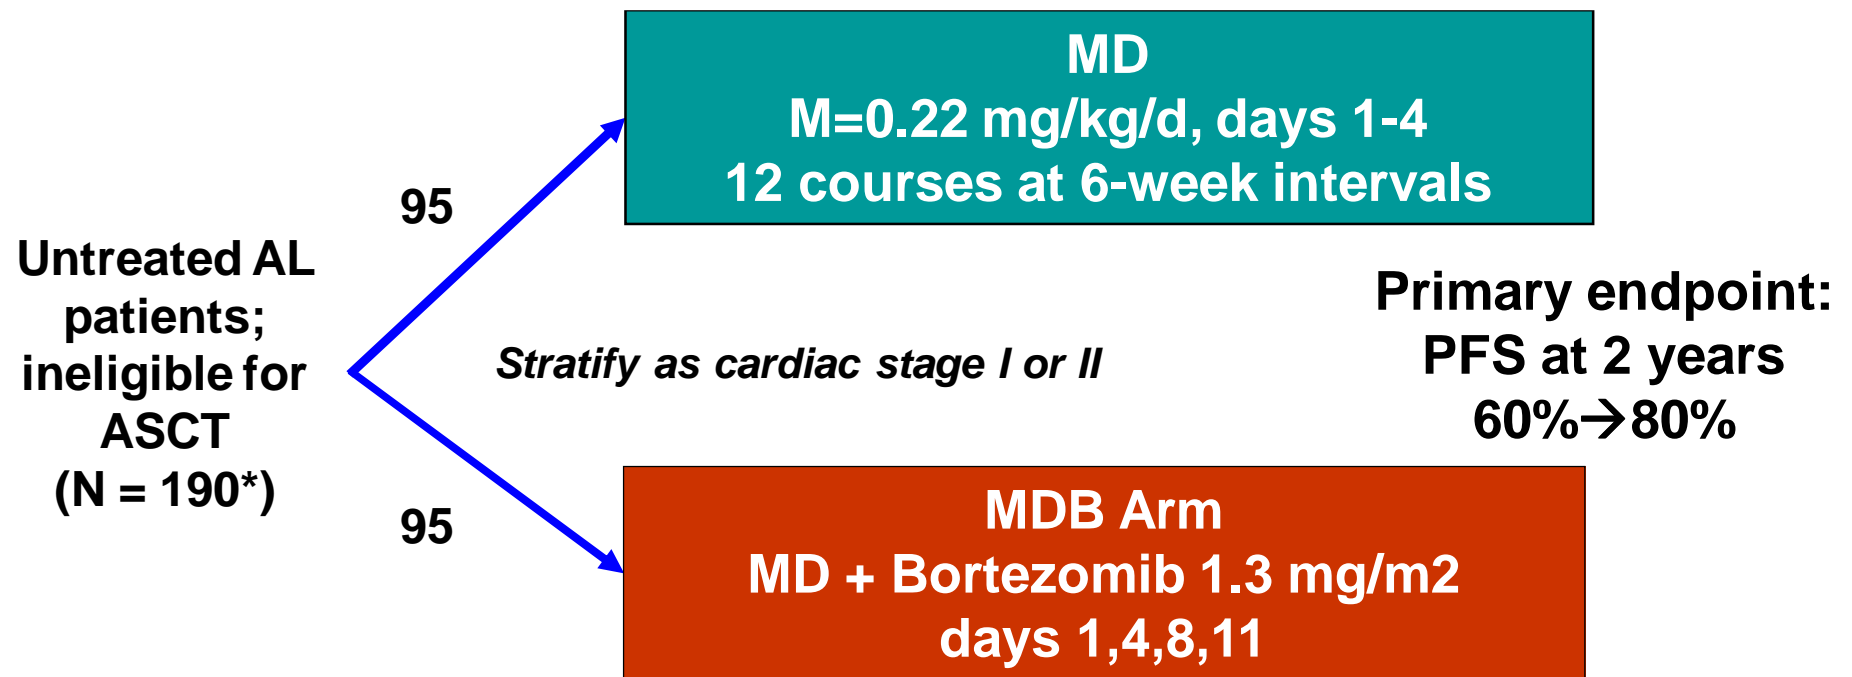 MD
M=0.22 mg/kg/d, days 1-4
12 courses at 6-week intervals
95
Untreated AL
patients;
ineligible for
ASCT
(N = 190*)
Stratify as cardiac stage I or II
Primary endpoint:
PFS at 2 years
60%→80%
95
MDB Arm
MD + Bortezomib 1.3 mg/m2
days 1,4,8,11